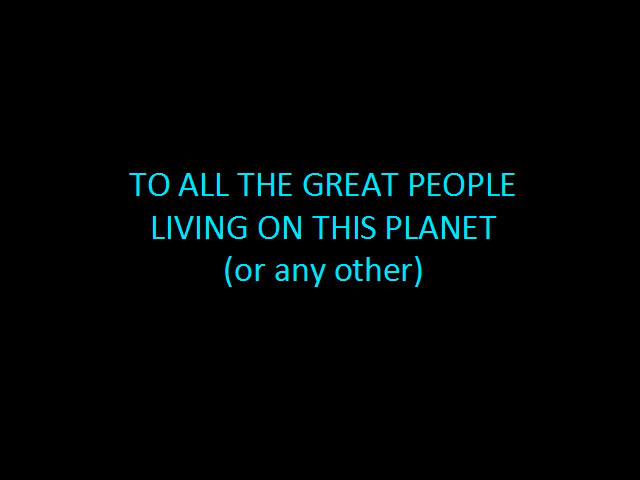 TO ALL THE GREAT PEOPLE
LIVING ON THIS PLANET
(or any other)